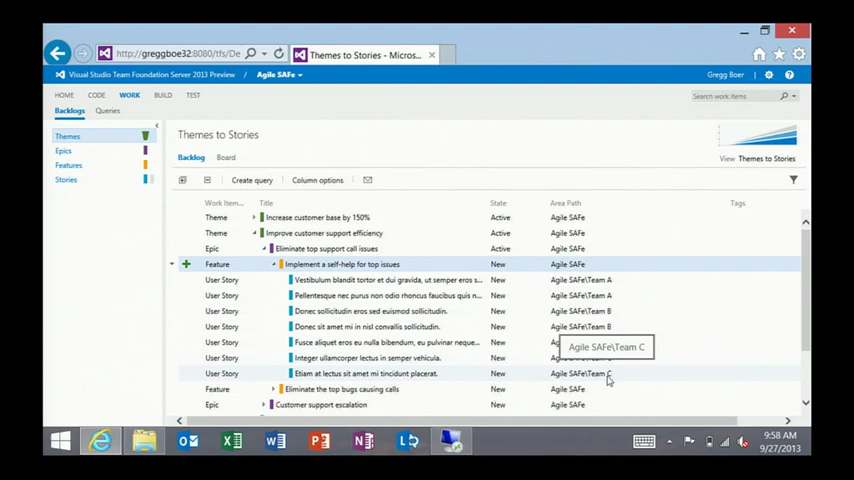 http://greggboe32:8080/tfs/De
Themes to Stories - Micros...
Visual Studio Team Foundation Server 2013 Preview / Agile SAFe
Gregg Boer
HOME CODE WORK BUILD TEST
Search work items
Backlogs Queries
Themes
Epics
Features
Stories
Themes to Stories
Backlog Board
View Themes to Stories
Create query Column options
Work Item... Title State Area Path Tags
Theme Increase customer base by 150% Active Agile SAFe
Theme Improve customer support efficiency Active Agile SAFe
Epic Eliminate top support call issues Active Agile SAFe
Feature Implement a self-help for top issues New Agile SAFe
User Story Vestibulum blandit tortor et dui gravida, ut semper eros s... New Agile SAFe\Team A
User Story Pellentesque nec purus non odio rhoncus faucibus quis n... New Agile SAFe\Team A
User Story Donec sollicitudin eros sed euismod sollicitudin. New Agile SAFe\Team B
User Story Donec sit amet mi in nisl convallis semper. New Agile SAFe\Team B
User Story Fusce aliquet eros eu nulla bibendum, eu pulvinar neque... New
Agile SAFe\Team C
User Story Integer ullamcorper lectus in semper vehicula. New
User Story Etiam at lectus sit amet mi tincidunt placerat. New Agile SAFe\Team C
Feature Eliminate the top bugs causing calls New Agile SAFe
Epic Customer support escalation New Agile SAFe
9:58 AM
9/27/2013